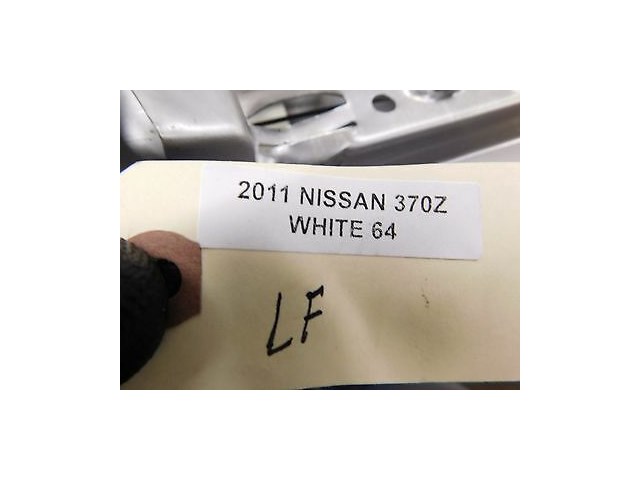 2011 NISSAN 370Z
WHITE 64
LF